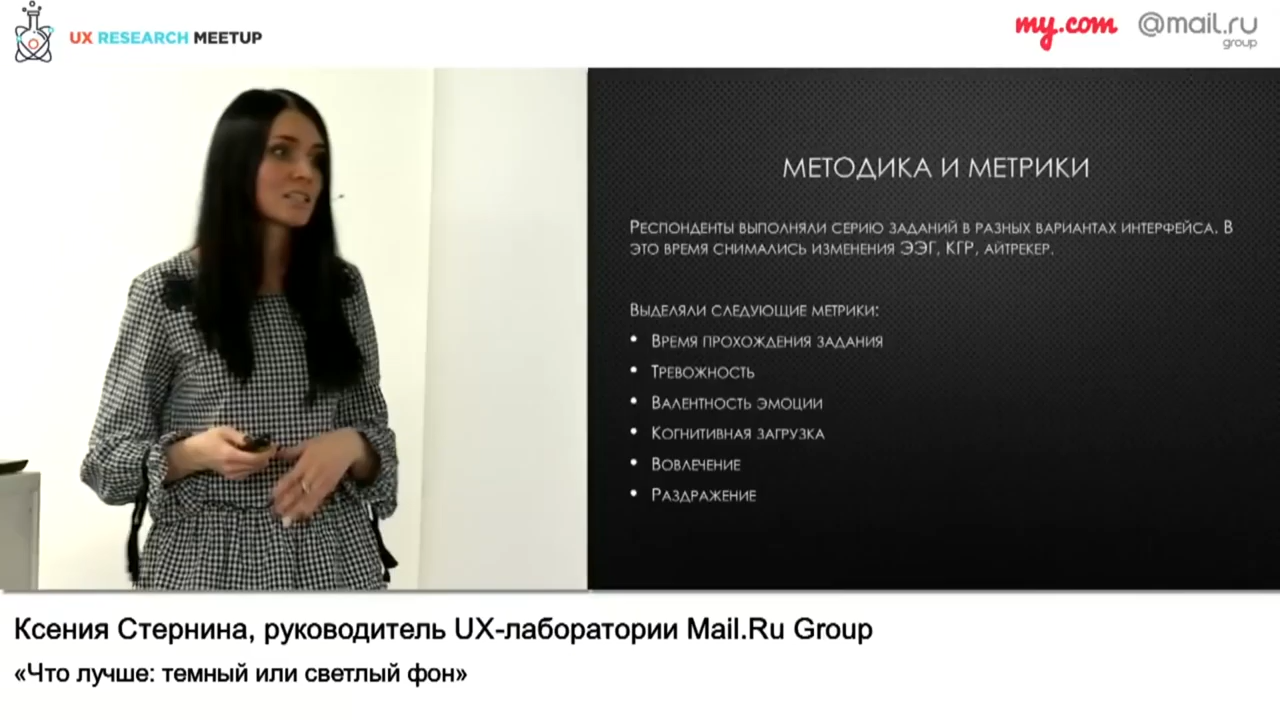 UX RESEARCH MEETUP
my.com @mail.ru
group
МЕТОДИКА И МЕТРИКИ
Респонденты выполняли серию заданий в разных вариантах интерфейса. В
это время снимались изменения ЭЭГ, КГР, айтрекер.
Выделяли следующие метрики:
• Время прохождения задания
• Тревожность
• Валентность эмоции
• Когнитивная загрузка
• Вовлечение
• Раздражение
Ксения Стернина, руководитель UX-лаборатории Mail.Ru Group
«Что лучше: темный или светлый фон»